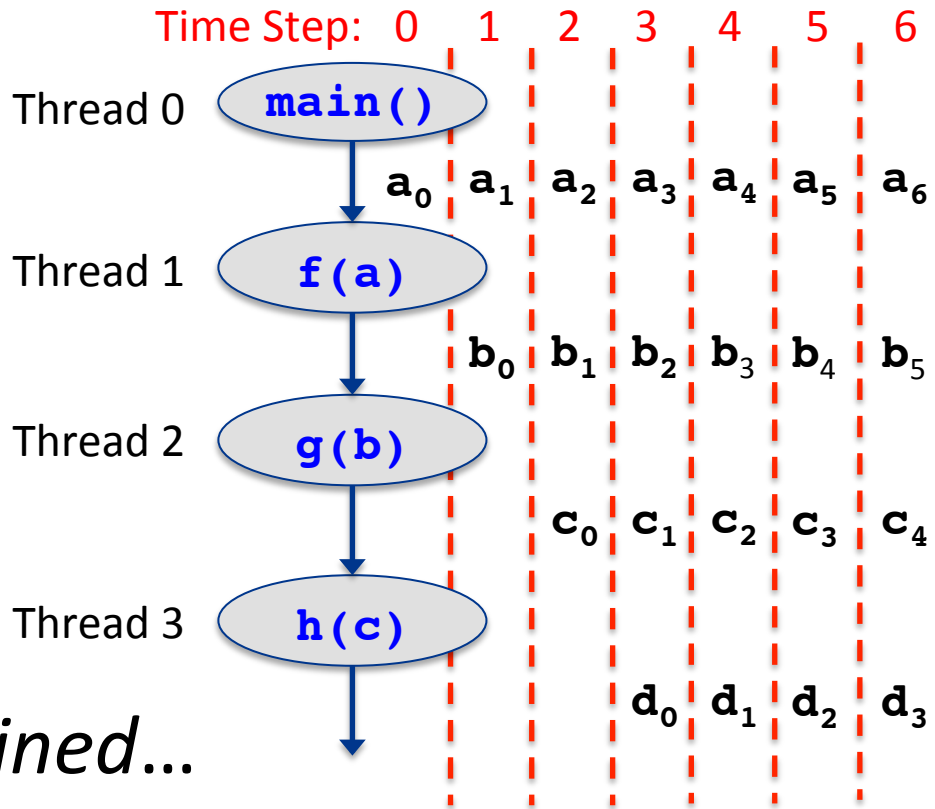 Time Step: 0 1 2 3 4 5 6
Thread 0 main()
a₀ a₁ a₂ a₃ a₄ a₅ a₆
Thread 1 f(a)
b₀ b₁ b₂ b₃ b₄ b₅
Thread 2 g(b)
c₀ c₁ c₂ c₃ c₄
Thread 3 h(c)
d₀ d₁ d₂ d₃
ined…